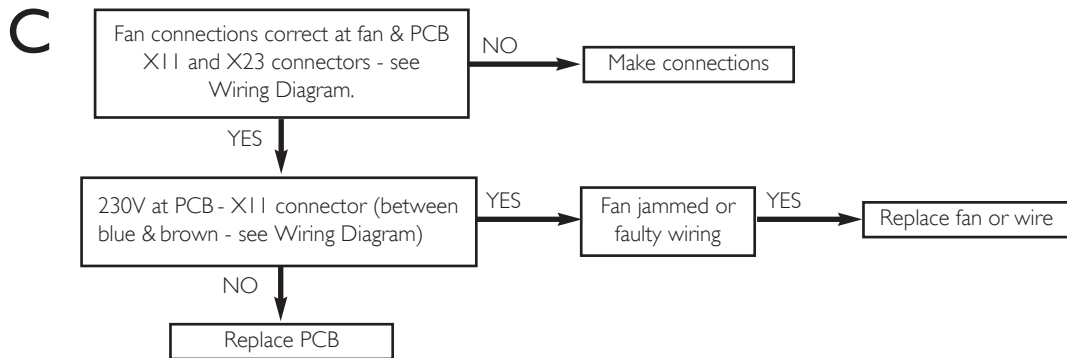 C
Fan connections correct at fan & PCB
X11 and X23 connectors - see
Wiring Diagram.
NO
Make connections
YES
230V at PCB - X11 connector (between
blue & brown - see Wiring Diagram)
YES
Fan jammed or
faulty wiring
YES
Replace fan or wire
NO
Replace PCB